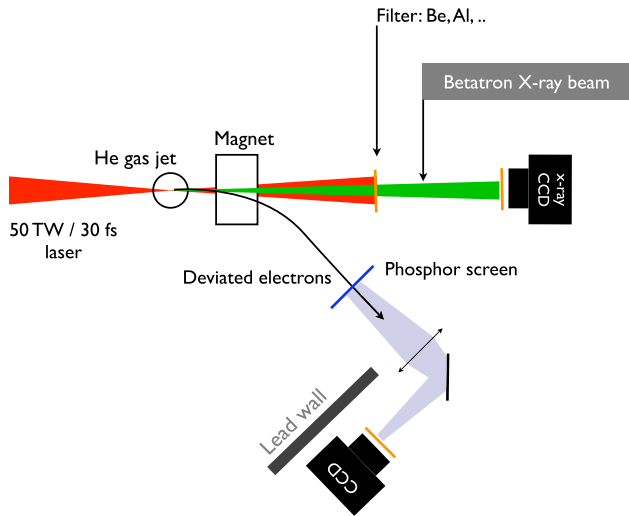 Filter: Be, Al, ..
Betatron X-ray beam
Magnet
He gas jet
x-ray
CCD
50 TW / 30 fs
laser
Deviated electrons
Phosphor screen
Lead wall
CCD